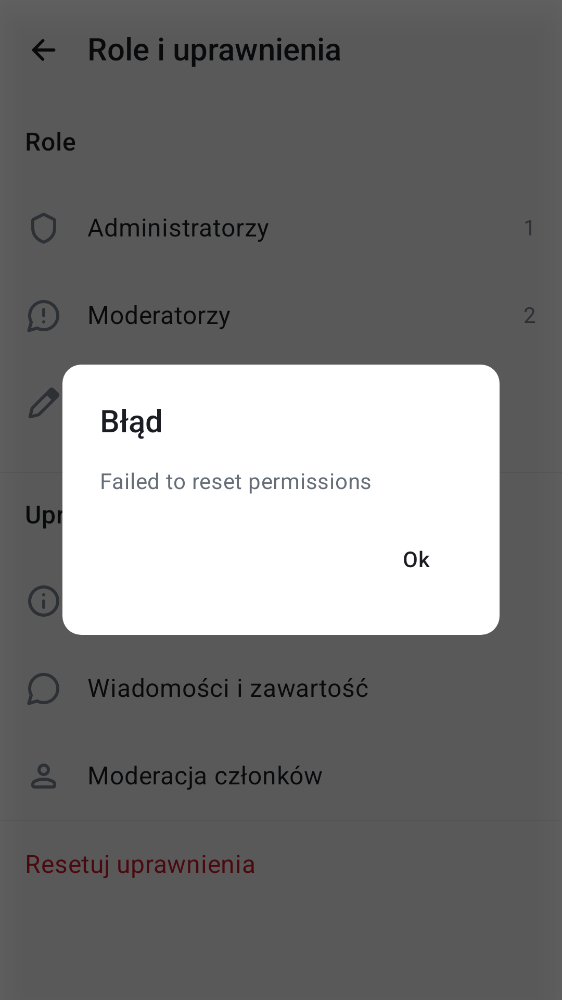 Role i uprawnienia
Role
Administratorzy
1
Moderatorzy
2
Błąd
Failed to reset permissions
Upr
Ok
Wiadomości i zawartość
Moderacja członków
Resetuj uprawnienia